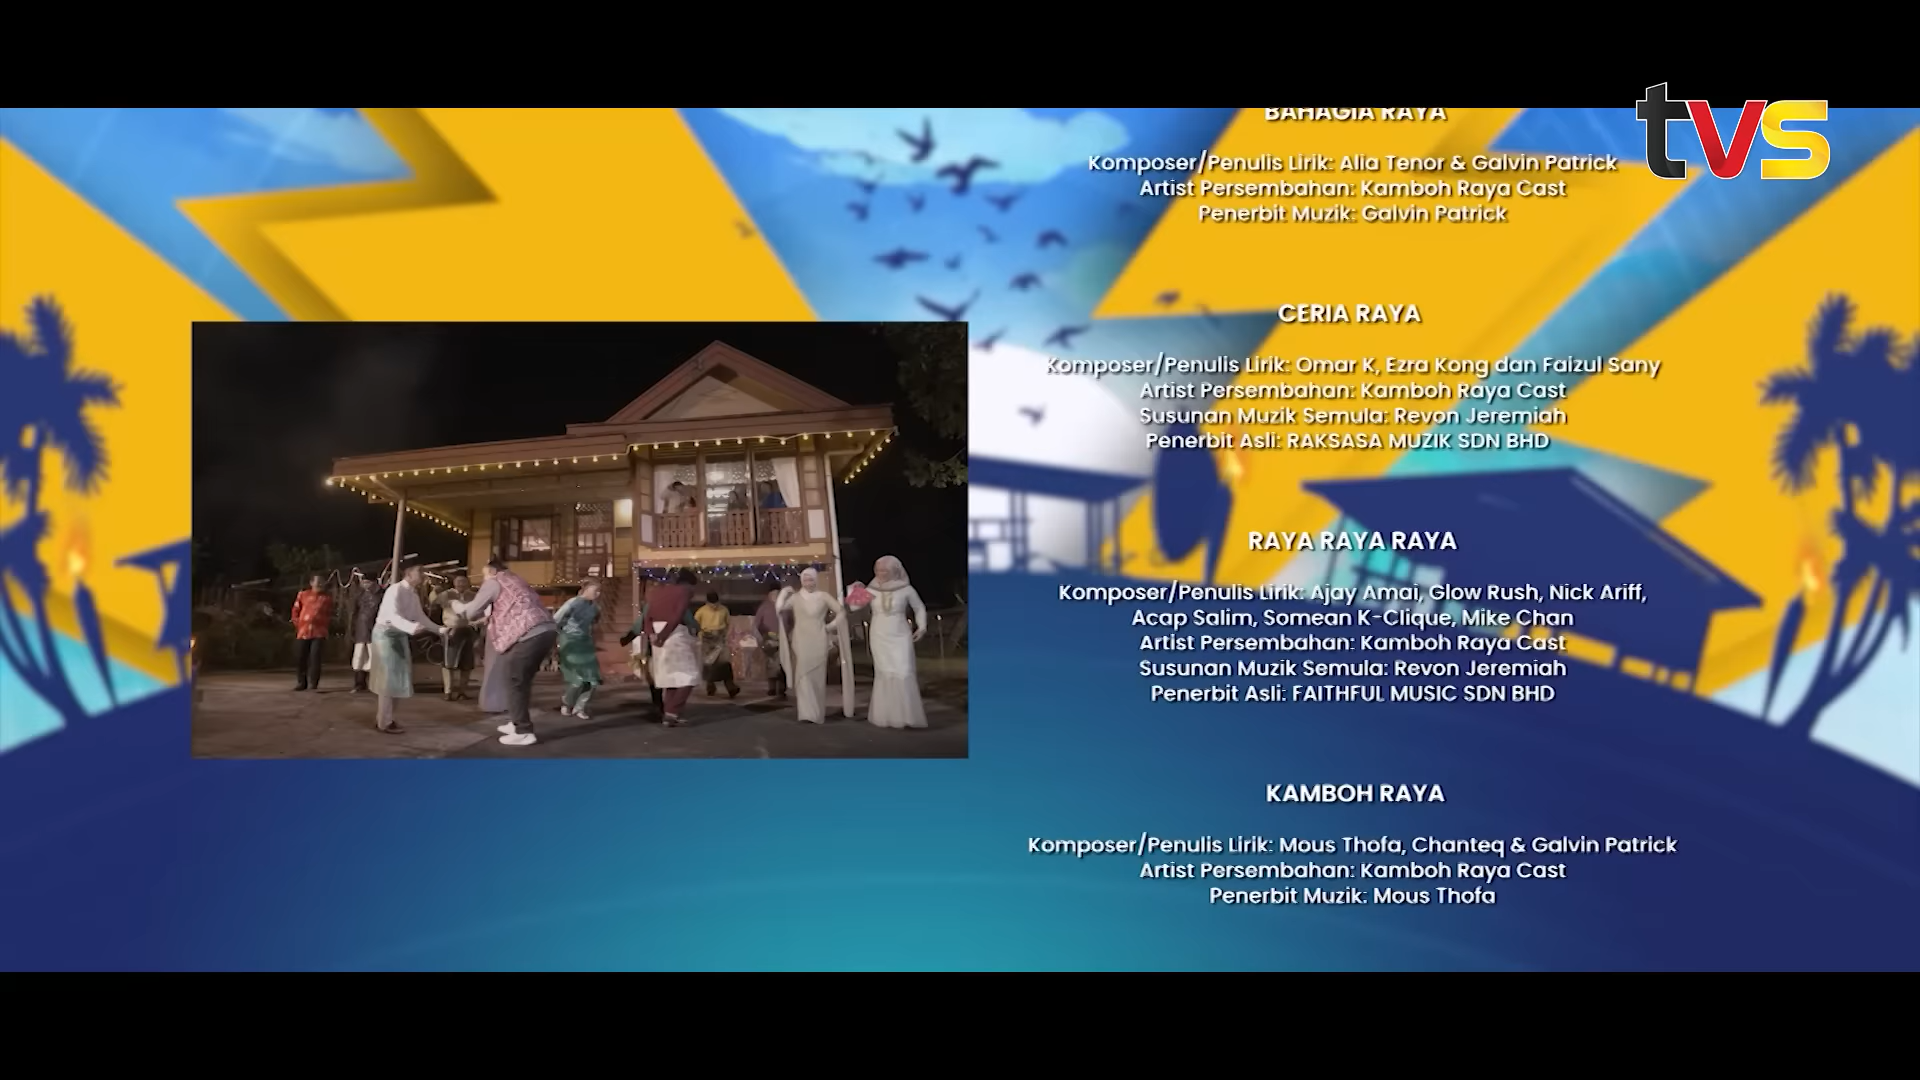 tvs
BAHAGIA RAYA
Komposer/Penulis Lirik: Alia Tenor & Galvin Patrick
Artist Persembahan: Kamboh Raya Cast
Penerbit Muzik: Galvin Patrick
CERIA RAYA
Komposer/Penulis Lirik: Omar K, Ezra Kong dan Faizul Sany
Artist Persembahan: Kamboh Raya Cast
Susunan Muzik Semula: Revon Jeremiah
Penerbit Asli: RAKSASA MUZIK SDN BHD
RAYA RAYA RAYA
Komposer/Penulis Lirik: Ajay Amai, Glow Rush, Nick Ariff,
Acap Salim, Somean K-Clique, Mike Chan
Artist Persembahan: Kamboh Raya Cast
Susunan Muzik Semula: Revon Jeremiah
Penerbit Asli: FAITHFUL MUSIC SDN BHD
KAMBOH RAYA
Komposer/Penulis Lirik: Mous Thofa, Chanteq & Galvin Patrick
Artist Persembahan: Kamboh Raya Cast
Penerbit Muzik: Mous Thofa